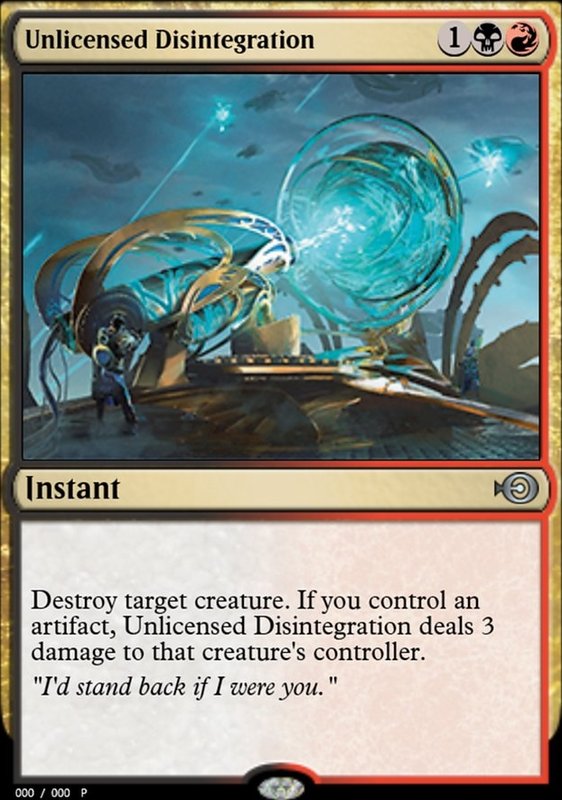 Unlicensed Disintegration 1
Instant
Destroy target creature. If you control an
artifact, Unlicensed Disintegration deals 3
damage to that creature's controller.
"I'd stand back if I were you."
000 / 000 P